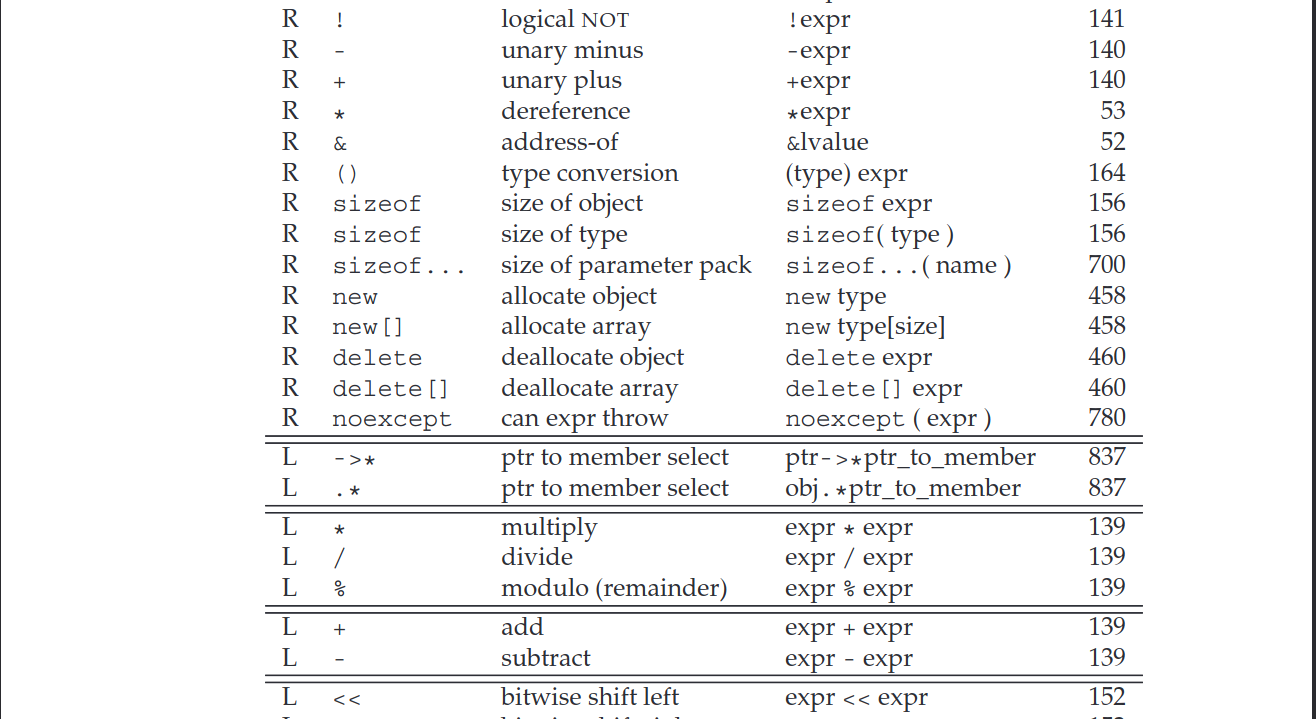 R ! logical NOT !expr 141
R - unary minus -expr 140
R + unary plus +expr 140
R * dereference *expr 53
R & address-of &lvalue 52
R () type conversion (type) expr 164
R sizeof size of object sizeof expr 156
R sizeof size of type sizeof( type ) 156
R sizeof... size of parameter pack sizeof...( name ) 700
R new allocate object new type 458
R new[] allocate array new type[size] 458
R delete deallocate object delete expr 460
R delete[] deallocate array delete[] expr 460
R noexcept can expr throw noexcept ( expr ) 780
L ->* ptr to member select ptr->*ptr_to_member 837
L .* ptr to member select obj.*ptr_to_member 837
L * multiply expr * expr 139
L / divide expr / expr 139
L % modulo (remainder) expr % expr 139
L + add expr + expr 139
L - subtract expr - expr 139
L << bitwise shift left expr << expr 152